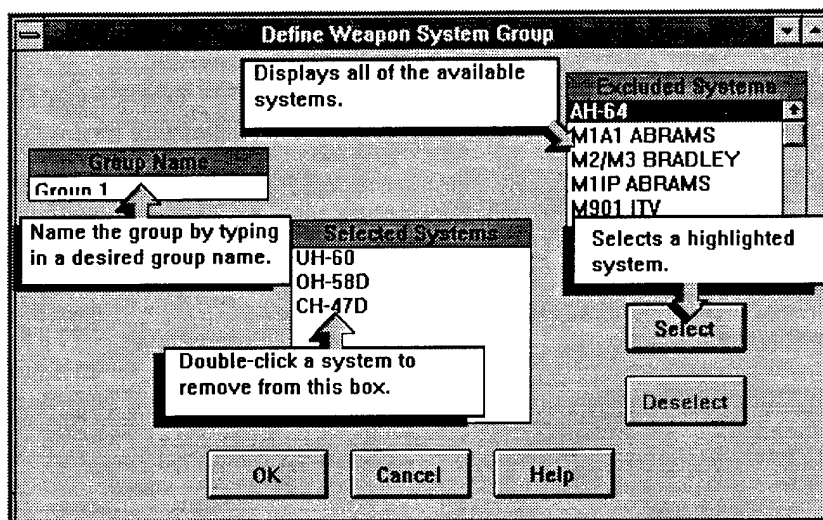 Define Weapon System Group
Displays all of the available
systems.
Excluded Systems
AH-64
M1A1 ABRAMS
M2/M3 BRADLEY
M1IP ABRAMS
M901 ITV
Group Name
Group 1
Name the group by typing
in a desired group name.
Selected Systems
UH-60
OH-58D
CH-47D
Selects a highlighted
system.
Select
Double-click a system to
remove from this box.
Deselect
OK
Cancel
Help